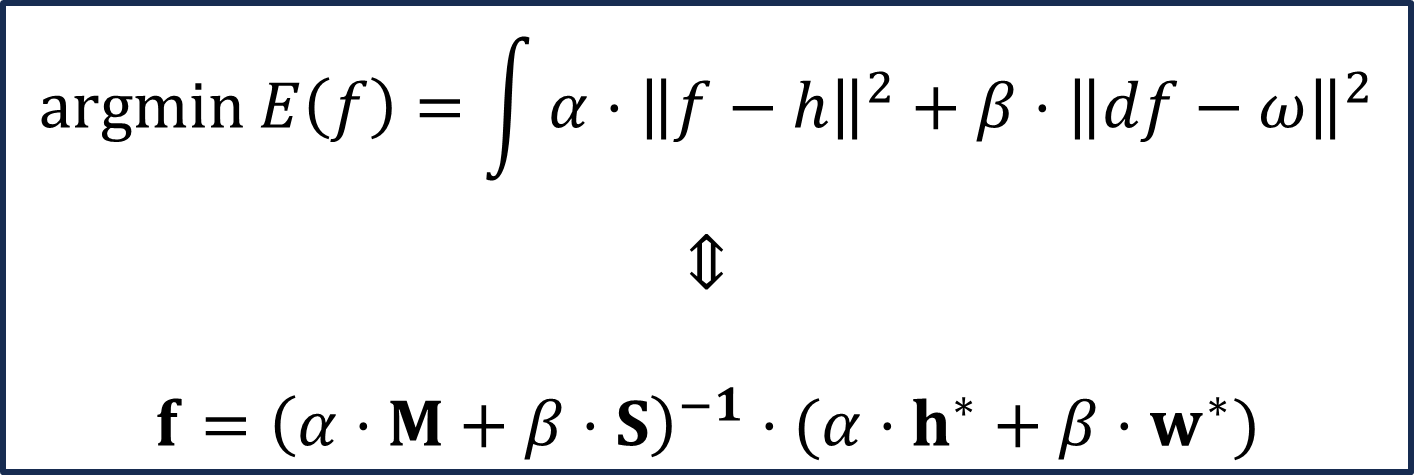 argmin E(f) = ∫ α · ‖f − h‖² + β · ‖df − ω‖²
⇕
𝐟 = (α · 𝐌 + β · 𝐒)⁻¹ · (α · 𝐡* + β · 𝐰*)